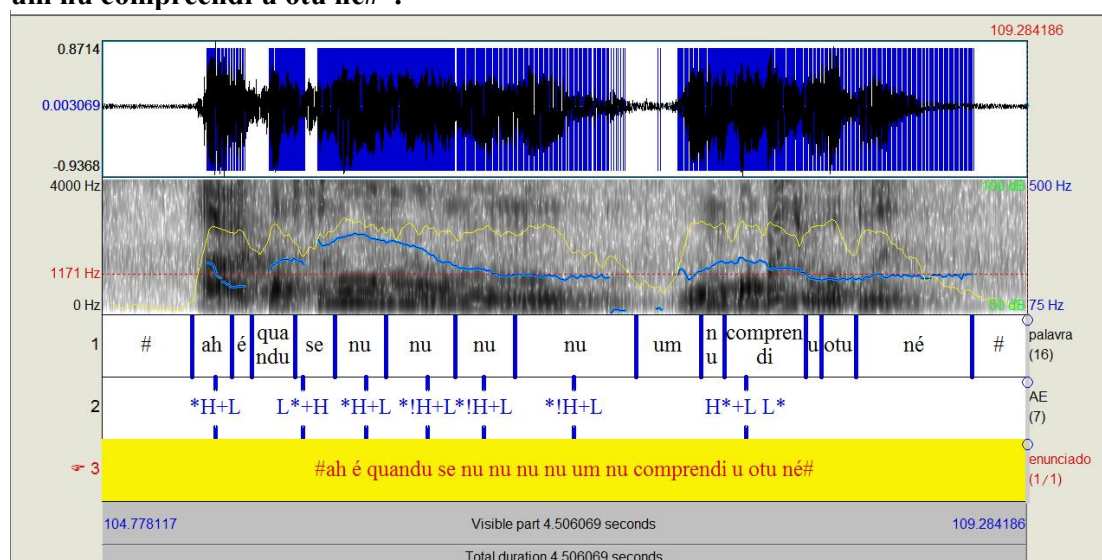 um nu compreendi u otu né# ?
109.284186
0.8714
0.003069
-0.9368
4000 Hz
100 dB 500 Hz
1171 Hz
0 Hz
50 dB 75 Hz
1 # ah é qua ndu se nu nu nu nu um n u compren di u otu né # palavra (16)
2 *H+L L*+H *H+L *!H+L *!H+L *!H+L H*+L L* AE (7)
3 #ah é quandu se nu nu nu nu um nu comprendi u otu né# enunciado (1/1)
104.778117 Visible part 4.506069 seconds 109.284186
Total duration 4.506069 seconds